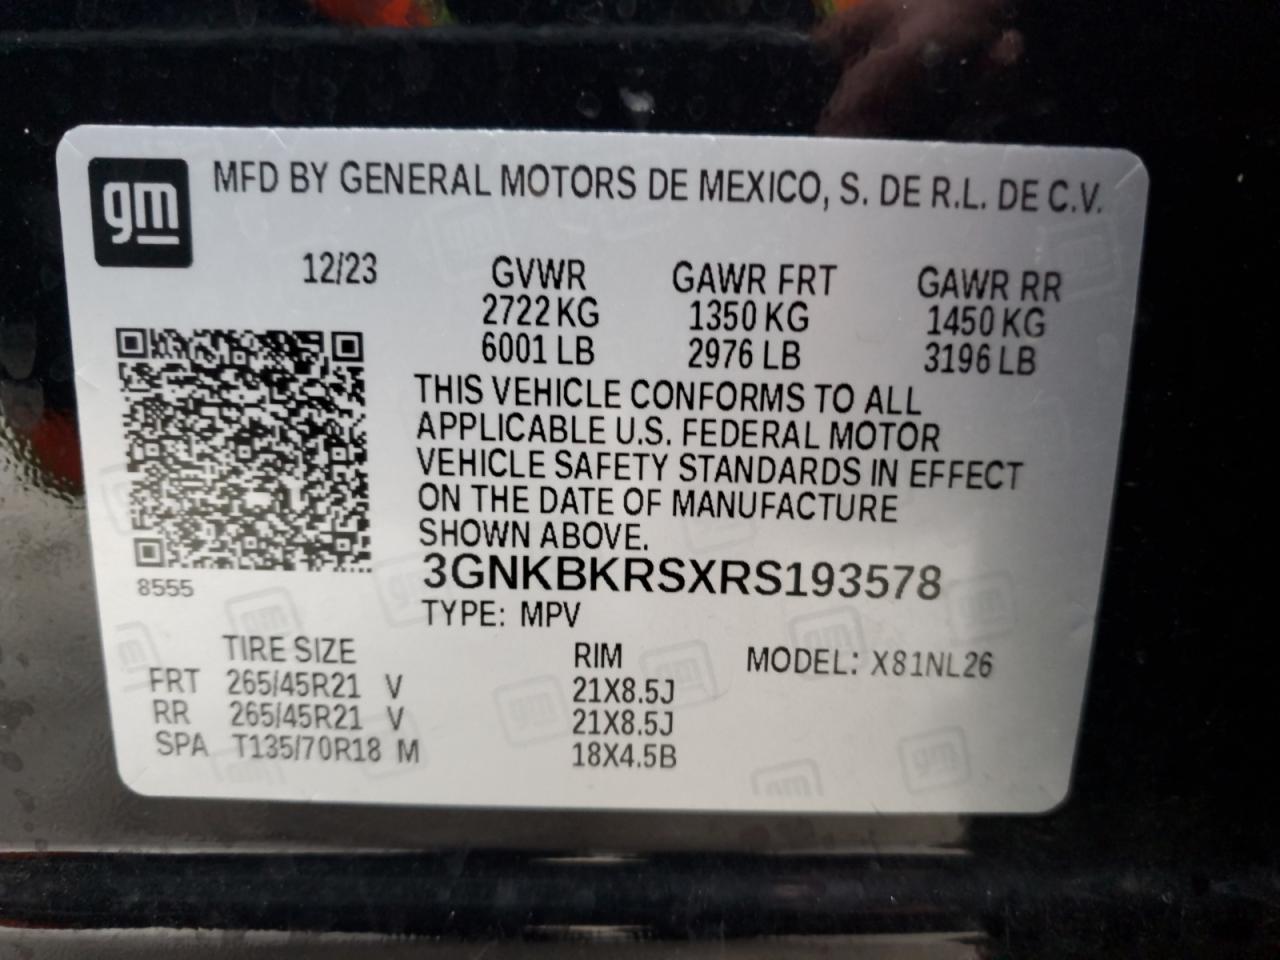 gm
MFD BY GENERAL MOTORS DE MEXICO, S. DE R.L. DE C.V.
12/23 GVWR GAWR FRT GAWR RR
2722 KG 1350 KG 1450 KG
6001 LB 2976 LB 3196 LB
THIS VEHICLE CONFORMS TO ALL
APPLICABLE U.S. FEDERAL MOTOR
VEHICLE SAFETY STANDARDS IN EFFECT
ON THE DATE OF MANUFACTURE
SHOWN ABOVE.
8555
3GNKBKRSXRS193578
TYPE: MPV
TIRE SIZE RIM MODEL: X81NL26
FRT 265/45R21 V 21X8.5J
RR 265/45R21 V 21X8.5J
SPA T135/70R18 M 18X4.5B